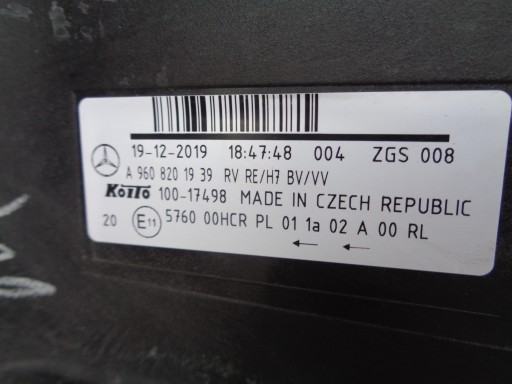 19-12-2019 18:47:48 004 ZGS 008
A 960 820 19 39 RV RE/H7 BV/VV
KOITO 100-17498 MADE IN CZECH REPUBLIC
20 E11 5760 00HCR PL 01 1a 02 A 00 RL
← ←